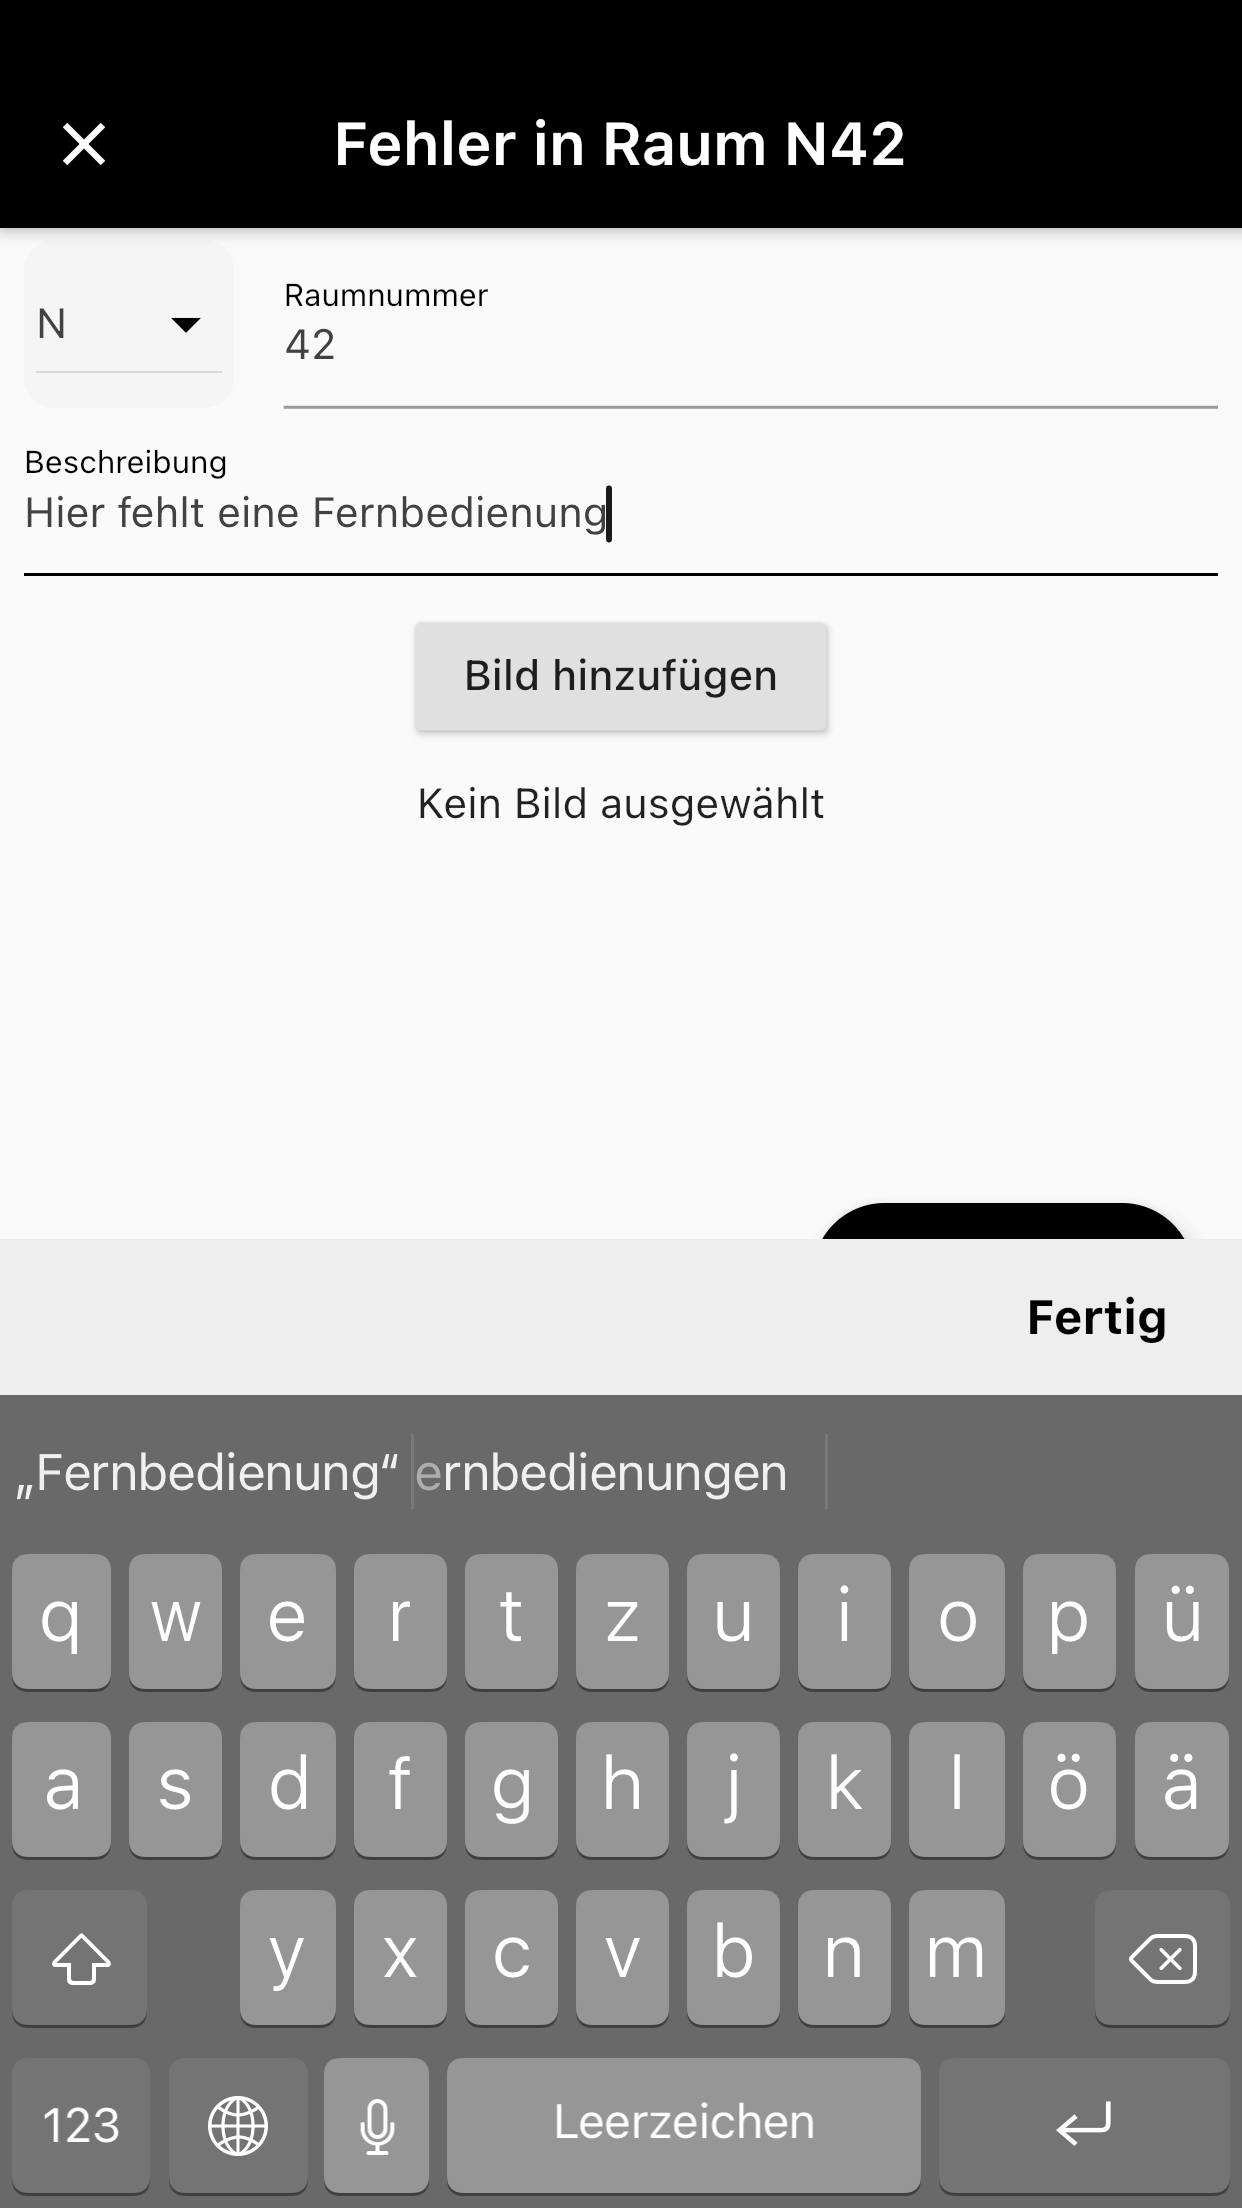 Fehler in Raum N42
N
Raumnummer
42
Beschreibung
Hier fehlt eine Fernbedienung
Bild hinzufügen
Kein Bild ausgewählt
Fertig
„Fernbedienung“ ernbedienungen
q w e r t z u i o p ü
a s d f g h j k l ö ä
y x c v b n m
123 Leerzeichen